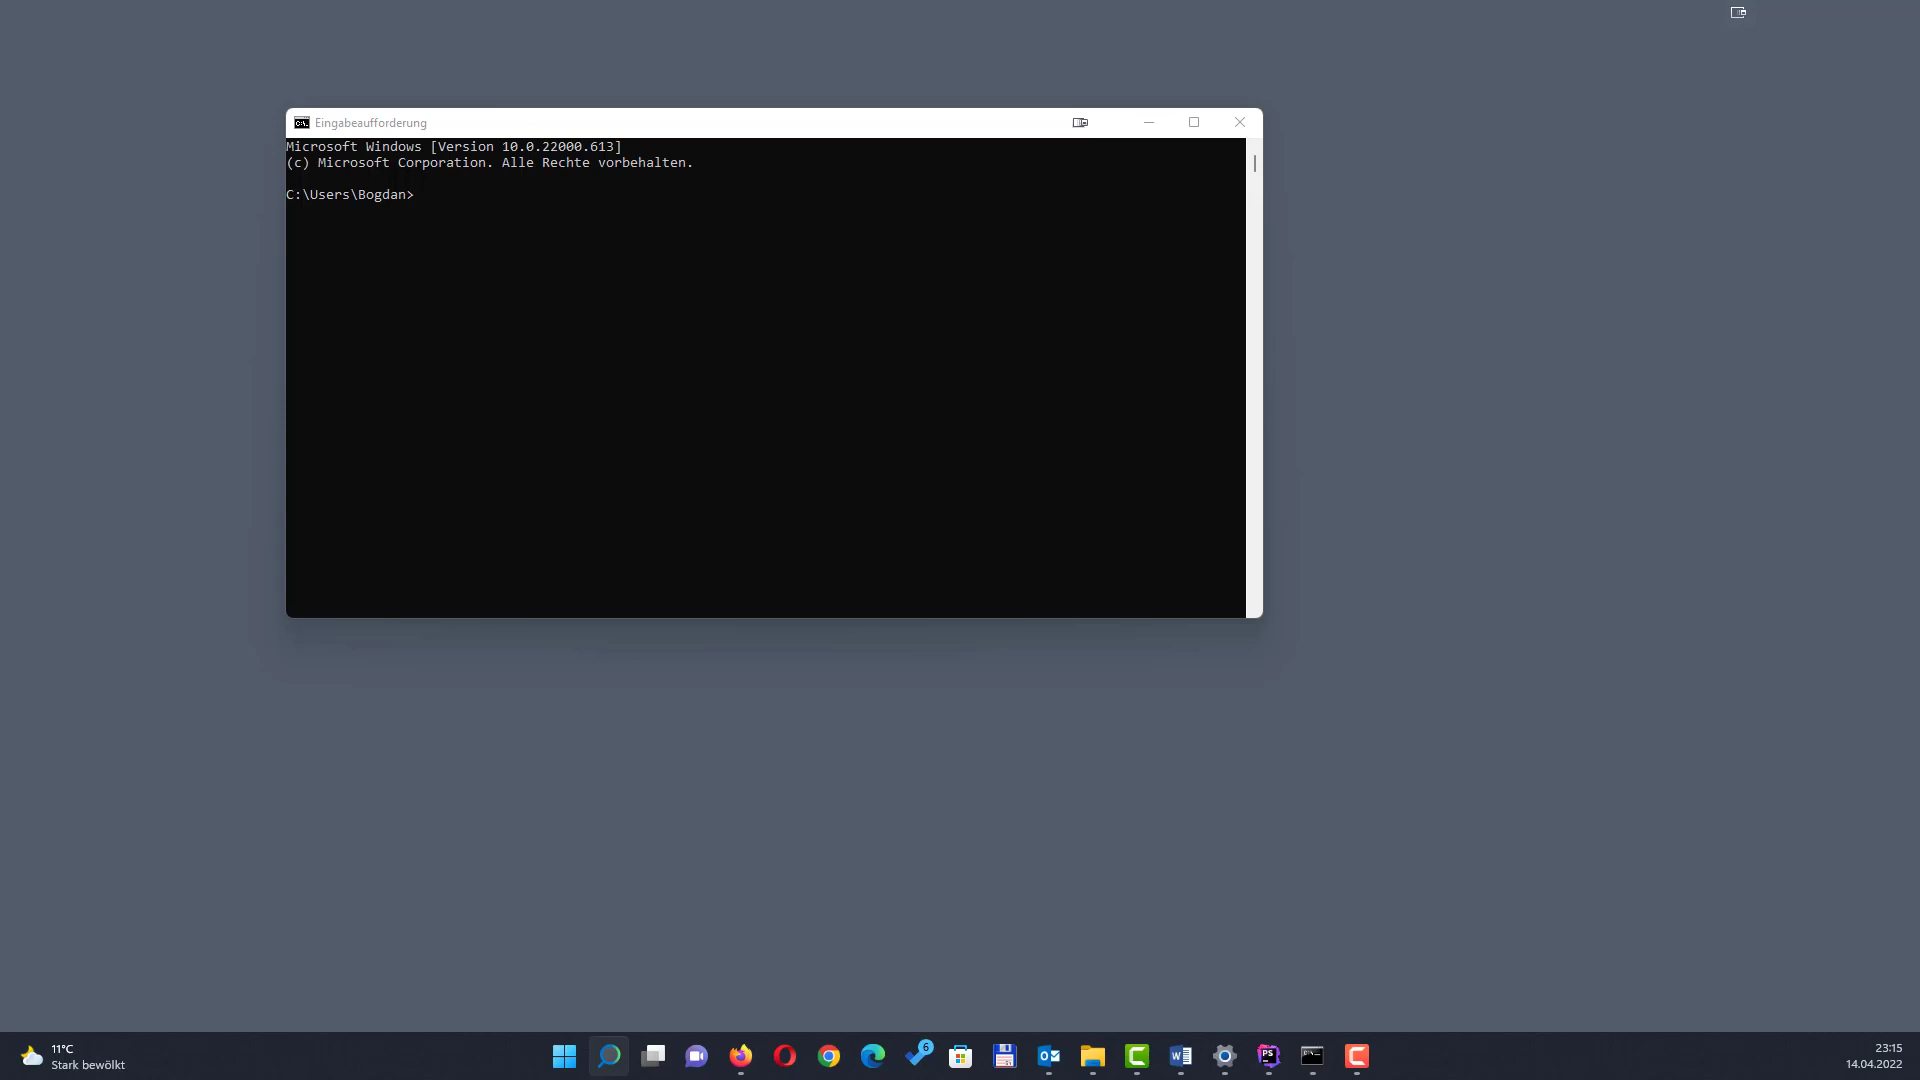 Eingabeaufforderung
Microsoft Windows [Version 10.0.22000.613]
(c) Microsoft Corporation. Alle Rechte vorbehalten.
C:\Users\Bogdan>
11°C
Stark bewölkt
6
PS
23:15
14.04.2022